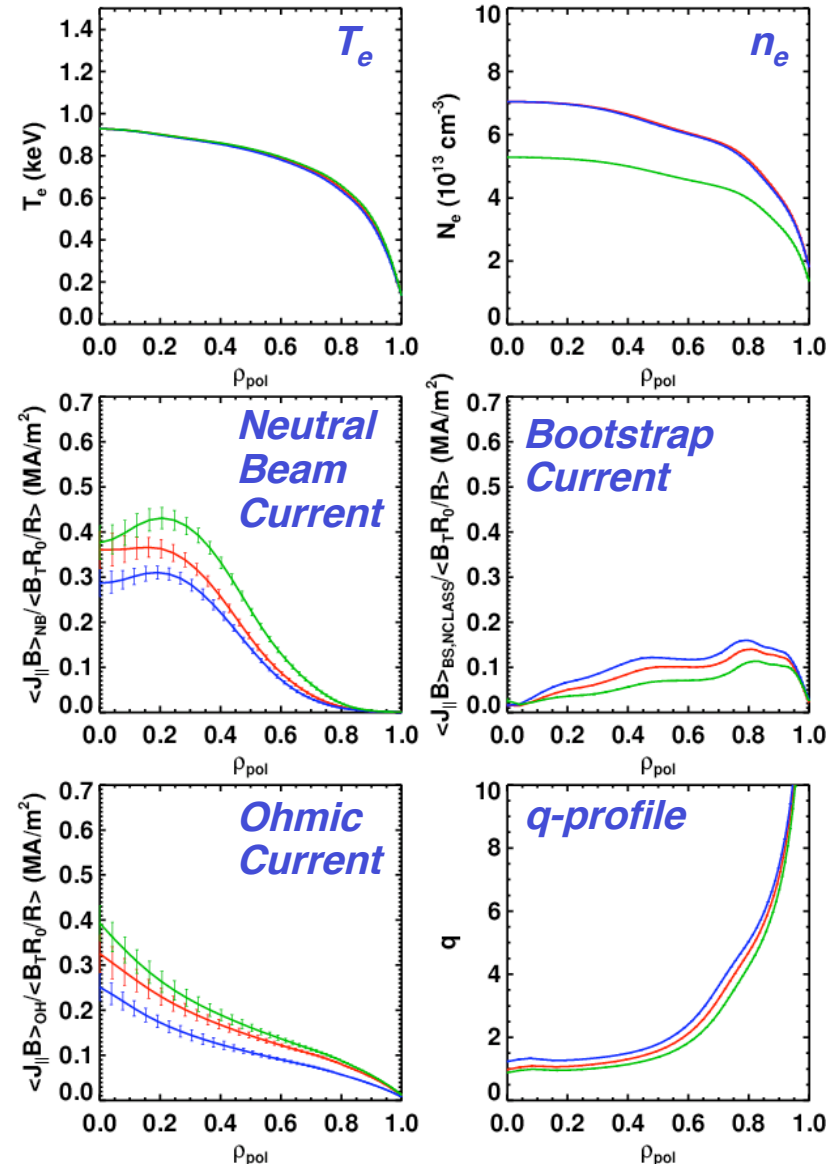 T_e
1.4
1.2
1.0
0.8
0.6
0.4
0.2
0.0
T_e (keV)
0.0 0.2 0.4 0.6 0.8 1.0
ρ_pol
n_e
10
8
6
4
2
0
N_e (10^13 cm^-3)
0.0 0.2 0.4 0.6 0.8 1.0
ρ_pol
Neutral
Beam
Current
0.7
0.6
0.5
0.4
0.3
0.2
0.1
0.0
<J_||B>_NB/<B_TR_0/R> (MA/m^2)
0.0 0.2 0.4 0.6 0.8 1.0
ρ_pol
Bootstrap
Current
0.7
0.6
0.5
0.4
0.3
0.2
0.1
0.0
<J_||B>_BS,NCLASS/<B_TR_0/R> (MA/m^2)
0.0 0.2 0.4 0.6 0.8 1.0
ρ_pol
Ohmic
Current
0.7
0.6
0.5
0.4
0.3
0.2
0.1
0.0
<J_||B>_OH/<B_TR_0/R> (MA/m^2)
0.0 0.2 0.4 0.6 0.8 1.0
ρ_pol
q-profile
10
8
6
4
2
0
q
0.0 0.2 0.4 0.6 0.8 1.0
ρ_pol